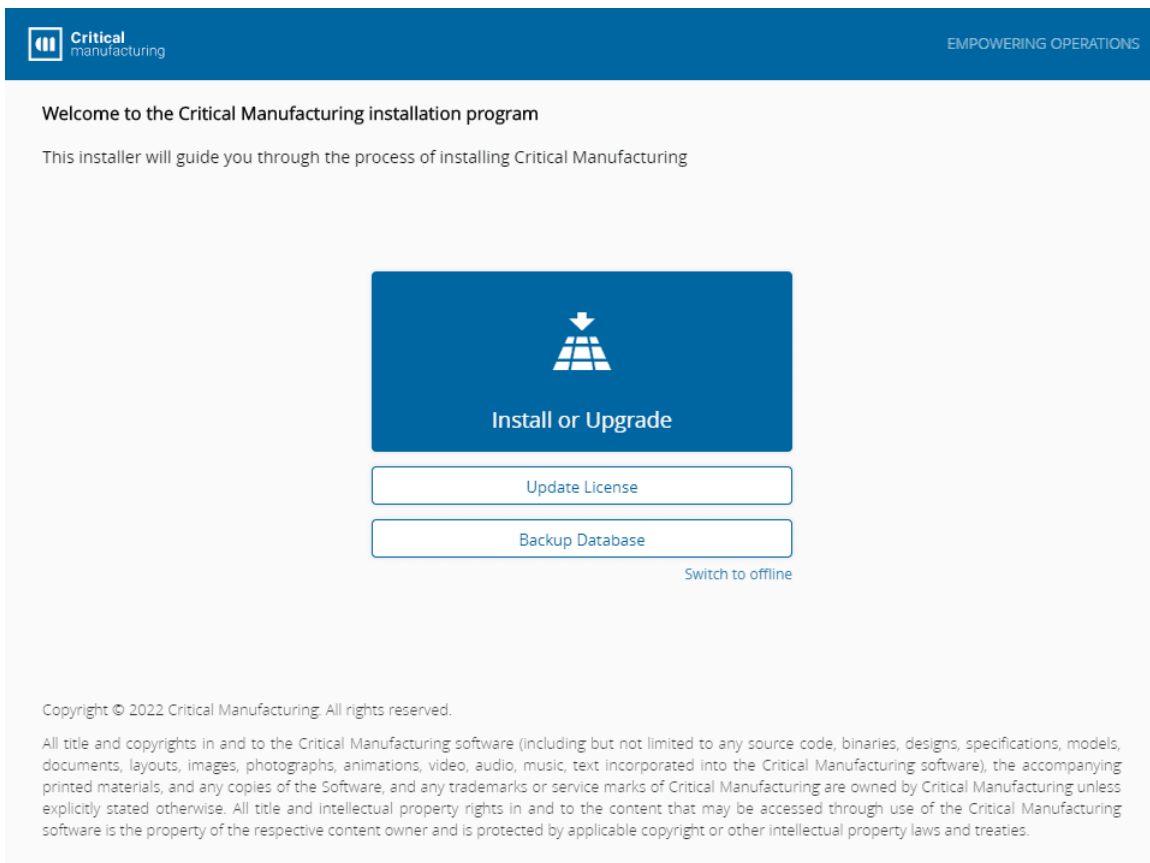 Critical
manufacturing
EMPOWERING OPERATIONS
Welcome to the Critical Manufacturing installation program
This installer will guide you through the process of installing Critical Manufacturing
Install or Upgrade
Update License
Backup Database
Switch to offline
Copyright © 2022 Critical Manufacturing. All rights reserved.
All title and copyrights in and to the Critical Manufacturing software (including but not limited to any source code, binaries, designs, specifications, models,
documents, layouts, images, photographs, animations, video, audio, music, text incorporated into the Critical Manufacturing software), the accompanying
printed materials, and any copies of the Software, and any trademarks or service marks of Critical Manufacturing are owned by Critical Manufacturing unless
explicitly stated otherwise. All title and intellectual property rights in and to the content that may be accessed through use of the Critical Manufacturing
software is the property of the respective content owner and is protected by applicable copyright or other intellectual property laws and treaties.